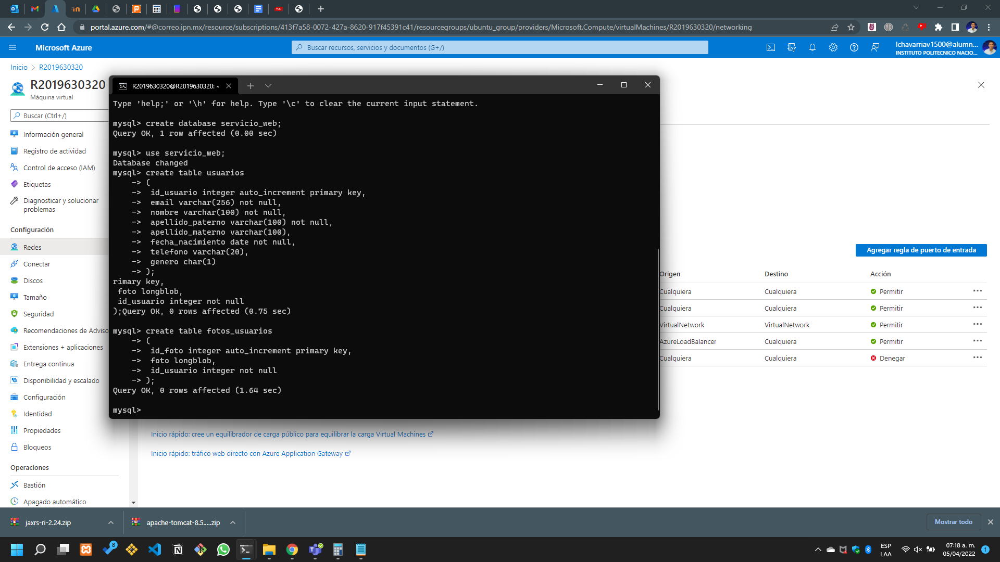 portal.azure.com/#@correo.ipn.mx/resource/subscriptions/413f7a58-0072-427a-8620-917f45391c41/resourcegroups/ubuntu_group/providers/Microsoft.Compute/virtualMachines/R2019630320/networking
Microsoft Azure
Buscar recursos, servicios y documentos (G+/)
lchavarriav1500@alumn...
INSTITUTO POLITECNICO NACIO...
Inicio > R2019630320
R2019630320
Máquina virtual
Buscar (Ctrl+/)
Información general
Registro de actividad
Control de acceso (IAM)
Etiquetas
Diagnosticar y solucionar
problemas
Configuración
Redes
Conectar
Discos
Tamaño
Seguridad
Recomendaciones de Adviso
Extensiones + aplicaciones
Entrega continua
Disponibilidad y escalado
Configuración
Identidad
Propiedades
Bloqueos
Operaciones
Bastión
Apagado automático
R2019630320@R2019630320: ~
Type 'help;' or '\h' for help. Type '\c' to clear the current input statement.
mysql> create database servicio_web;
Query OK, 1 row affected (0.00 sec)
mysql> use servicio_web;
Database changed
mysql> create table usuarios
-> (
-> id_usuario integer auto_increment primary key,
-> email varchar(256) not null,
-> nombre varchar(100) not null,
-> apellido_paterno varchar(100) not null,
-> apellido_materno varchar(100),
-> fecha_nacimiento date not null,
-> telefono varchar(20),
-> genero char(1)
-> );
rimary key,
foto longblob,
id_usuario integer not null
);Query OK, 0 rows affected (0.75 sec)
mysql> create table fotos_usuarios
-> (
-> id_foto integer auto_increment primary key,
-> foto longblob,
-> id_usuario integer not null
-> );
Query OK, 0 rows affected (1.64 sec)
mysql>
Agregar regla de puerto de entrada
Origen Destino Acción
Cualquiera Cualquiera Permitir
Cualquiera Cualquiera Permitir
VirtualNetwork VirtualNetwork Permitir
AzureLoadBalancer Cualquiera Permitir
Cualquiera Cualquiera Denegar
Inicio rápido: cree un equilibrador de carga público para equilibrar la carga Virtual Machines
Inicio rápido: tráfico web directo con Azure Application Gateway
jaxrs-ri-2.24.zip
apache-tomcat-8.5.....zip
Mostrar todo
8
ESP
LAA
07:18 a. m.
05/04/2022
1